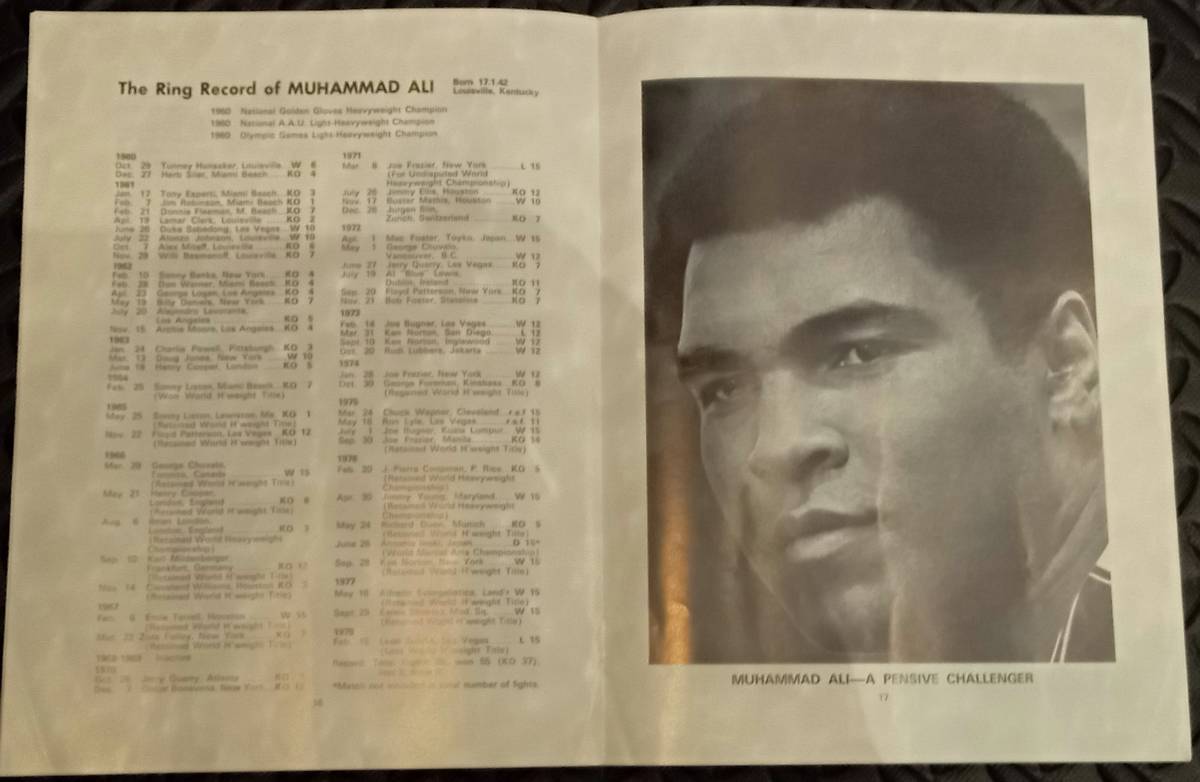 The Ring Record of MUHAMMAD ALI
Born 17.1.42
Louisville, Kentucky
1960 National Golden Gloves Heavyweight Champion
1960 National A.A.U. Light-Heavyweight Champion
1960 Olympic Games Light-Heavyweight Champion
1960
Oct. 29 Tunney Hunsaker, Louisville. W 6
Dec. 27 Herb Siler, Miami Beach KO 4
1961
Jan. 17 Tony Esperti, Miami Beach. KO 3
Feb. 7 Jim Robinson, Miami Beach KO 1
Feb. 21 Donnie Fleeman, M. Beach KO 7
Apl. 19 Lamar Clark, Louisville KO 2
June 26 Duke Sabedong, Las Vegas W 10
July 22 Alonzo Johnson, Louisville W 10
Oct. 7 Alex Miteff, Louisville KO 6
Nov. 29 Willi Besmanoff, Louisville KO 7
1962
Feb. 10 Sonny Banks, New York KO 4
Feb. 28 Don Warner, Miami Beach KO 4
Apl. 23 George Logan, Los Angeles KO 4
May 19 Billy Daniels, New York KO 7
July 20 Alejandro Lavorante,
Los Angeles KO 5
Nov. 15 Archie Moore, Los Angeles KO 4
1963
Jan. 24 Charlie Powell, Pittsburgh. KO 3
Mar. 13 Doug Jones, New York W 10
June 18 Henry Cooper, London KO 5
1964
Feb. 25 Sonny Liston, Miami Beach KO 7
(Won World H'weight Title)
1965
May 25 Sonny Liston, Lewiston, Me. KO 1
(Retained World H'weight Title)
Nov. 22 Floyd Patterson, Las Vegas KO 12
(Retained World H'weight Title)
1966
Mar. 29 George Chuvalo,
Toronto, Canada W 15
(Retained World H'weight Title)
May 21 Henry Cooper,
London, England KO 6
(Retained World H'weight Title)
Aug. 6 Brian London,
London, England KO 3
(Retained World Heavyweight
Championship)
Sep. 10 Karl Mildenberger,
Frankfurt, Germany KO 12
(Retained World H'weight Title)
Nov. 14 Cleveland Williams, Houston KO 3
(Retained World H'weight Title)
1967
Feb. 6 Ernie Terrell, Houston W 15
(Retained World H'weight Title)
Mar. 22 Zora Folley, New York KO 7
(Retained World H'weight Title)
1968-1969 Inactive
1970
Oct. 26 Jerry Quarry, Atlanta KO
Dec. 7 Oscar Bonavena, New York KO 15
16
1971
Mar. 8 Joe Frazier, New York L 15
(For Undisputed World
Heavyweight Championship)
July 26 Jimmy Ellis, Houston KO 12
Nov. 17 Buster Mathis, Houston W 10
Dec. 26 Jurgen Blin,
Zurich, Switzerland KO 7
1972
Apr. 1 Mac Foster, Toyko, Japan W 15
May 1 George Chuvalo,
Vancouver, B.C. W 12
June 27 Jerry Quarry, Las Vegas. KO 7
July 19 Al "Blue" Lewis,
Dublin, Ireland KO 11
Sep. 20 Floyd Patterson, New York KO 7
Nov. 21 Bob Foster, Stateline KO 7
1973
Feb. 14 Joe Bugner, Las Vegas W 12
Mar. 31 Ken Norton, San Diego L 12
Sept. 10 Ken Norton, Inglewood W 12
Oct. 20 Rudi Lubbers, Jakarta W 12
1974
Jan. 28 Joe Frazier, New York W 12
Oct. 30 George Foreman, Kinshasa KO 8
(Regained World H'weight Title)
1975
Mar. 24 Chuck Wepner, Cleveland r.s.f. 15
May 16 Ron Lyle, Las Vegas r.s.f. 11
July 1 Joe Bugner, Kuala Lumpur W 15
Sep. 30 Joe Frazier, Manila KO 14
(Retained World H'weight Title)
1976
Feb. 20 J. Pierre Coopman, P. Rico KO 5
(Retained World Heavyweight
Championship)
Apr. 30 Jimmy Young, Maryland W 15
(Retained World Heavyweight
Championship)
May 24 Richard Dunn, Munich KO 5
(Retained World H'weight Title)
June 26 Antonio Inoki, Japan D 15*
(World Martial Arts Championship)
Sep. 28 Ken Norton, New York W 15
(Retained World H'weight Title)
1977
May 16 Alfredo Evangelista, Land'r W 15
(Retained World H'weight Title)
Sept. 29 Earnie Shavers, Mad. Sq. W 15
(Retained World H'weight Title)
1978
Feb. 15 Leon Spinks, Las Vegas L 15
(Lost World H'weight Title)
Record: Total fights won 55 (KO 37),
*Match not included in total number of fights.
MUHAMMAD ALI—A PENSIVE CHALLENGER
17